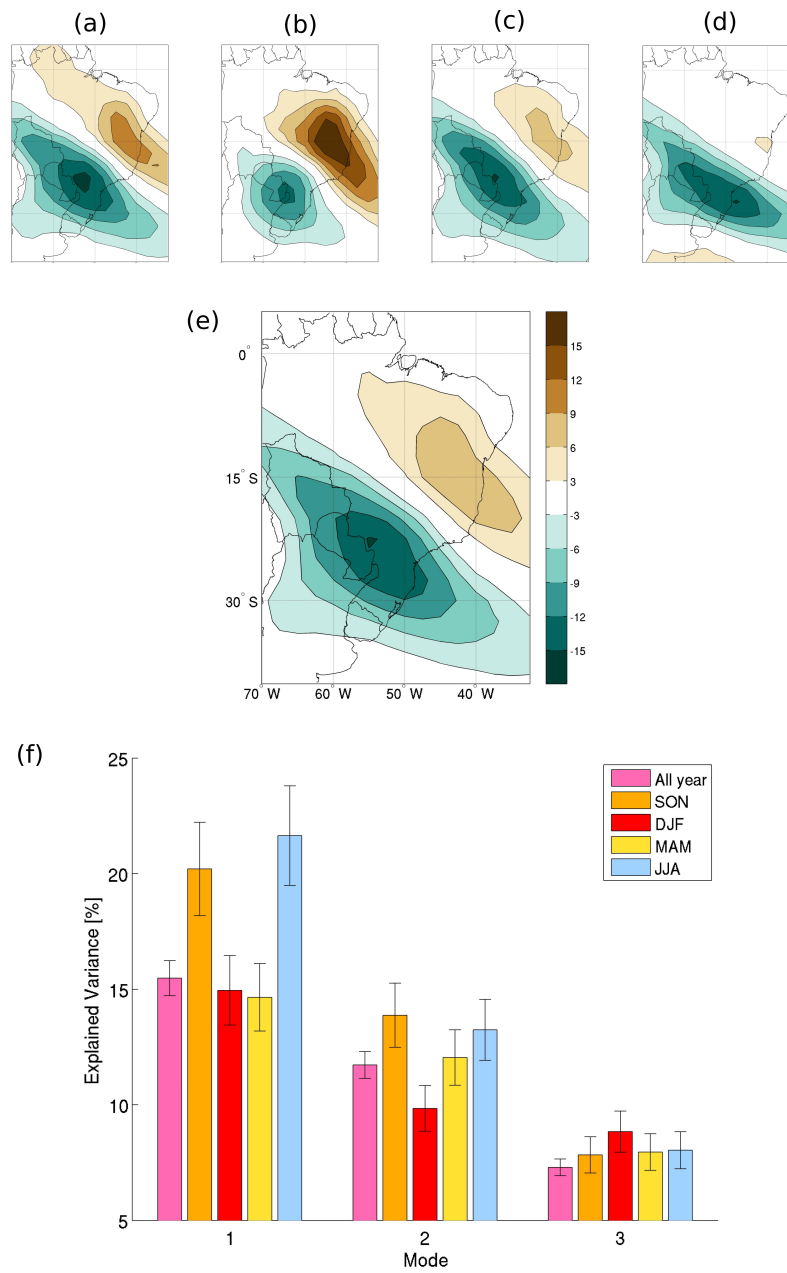 (a)
(b)
(c)
(d)
(e)
0°
15° S
30° S
70° W
60° W
50° W
40° W
15
12
9
6
3
-3
-6
-9
-12
-15
(f)
25
20
15
10
5
Explained Variance [%]
All year
SON
DJF
MAM
JJA
1
2
3
Mode